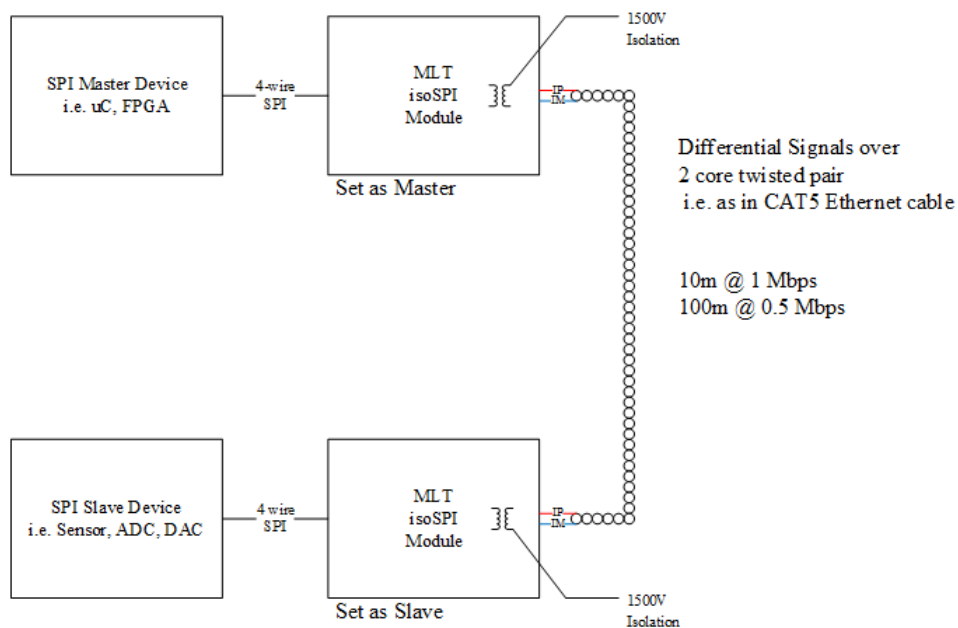 1500V
Isolation
SPI Master Device
i.e. uC, FPGA
4-wire
SPI
MLT
isoSPI
Module
IP
IM
Set as Master
Differential Signals over
2 core twisted pair
i.e. as in CAT5 Ethernet cable
10m @ 1 Mbps
100m @ 0.5 Mbps
SPI Slave Device
i.e. Sensor, ADC, DAC
4 wire
SPI
MLT
isoSPI
Module
IP
IM
Set as Slave
1500V
Isolation